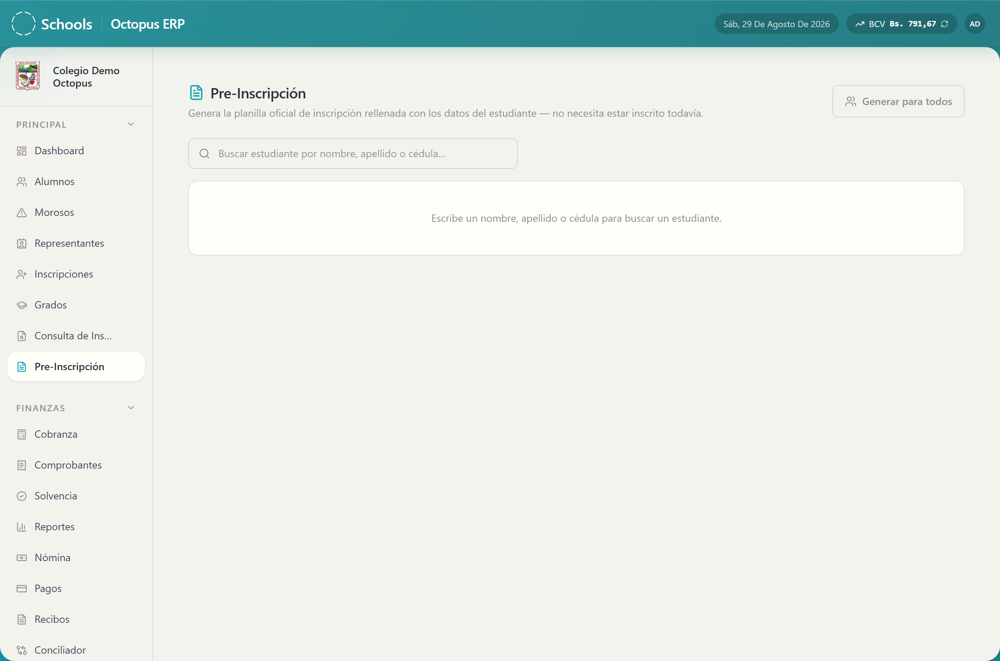 Schools
Octopus ERP
Sáb, 29 De Agosto De 2026
BCV Bs. 791,67
AD
Colegio Demo
Octopus
PRINCIPAL
Dashboard
Alumnos
Morosos
Representantes
Inscripciones
Grados
Consulta de Ins...
Pre-Inscripción
FINANZAS
Cobranza
Comprobantes
Solvencia
Reportes
Nómina
Pagos
Recibos
Conciliador
Pre-Inscripción
Genera la planilla oficial de inscripción rellenada con los datos del estudiante — no necesita estar inscrito todavía.
Generar para todos
Buscar estudiante por nombre, apellido o cédula...
Escribe un nombre, apellido o cédula para buscar un estudiante.